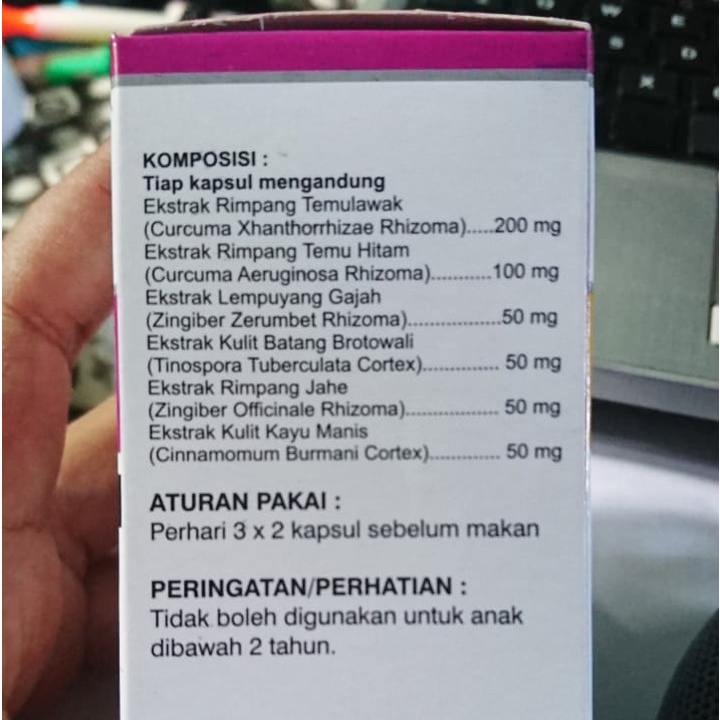 KOMPOSISI :
Tiap kapsul mengandung
Ekstrak Rimpang Temulawak
(Curcuma Xhanthorrhizae Rhizoma).....200 mg
Ekstrak Rimpang Temu Hitam
(Curcuma Aeruginosa Rhizoma)...........100 mg
Ekstrak Lempuyang Gajah
(Zingiber Zerumbet Rhizoma).................50 mg
Ekstrak Kulit Batang Brotowali
(Tinospora Tuberculata Cortex).............. 50 mg
Ekstrak Rimpang Jahe
(Zingiber Officinale Rhizoma)................. 50 mg
Ekstrak Kulit Kayu Manis
(Cinnamomum Burmani Cortex)............. 50 mg
ATURAN PAKAI :
Perhari 3 x 2 kapsul sebelum makan
PERINGATAN/PERHATIAN :
Tidak boleh digunakan untuk anak
dibawah 2 tahun.